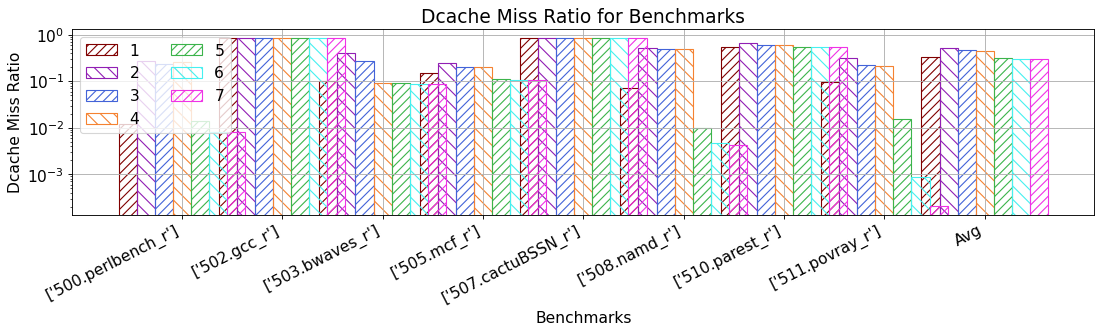 Dcache Miss Ratio for Benchmarks
Dcache Miss Ratio
10⁰
10⁻¹
10⁻²
10⁻³
1 5
2 6
3 7
4
['500.perlbench_r']
['502.gcc_r']
['503.bwaves_r']
['505.mcf_r']
['507.cactuBSSN_r']
['508.namd_r']
['510.parest_r']
['511.povray_r']
Avg
Benchmarks